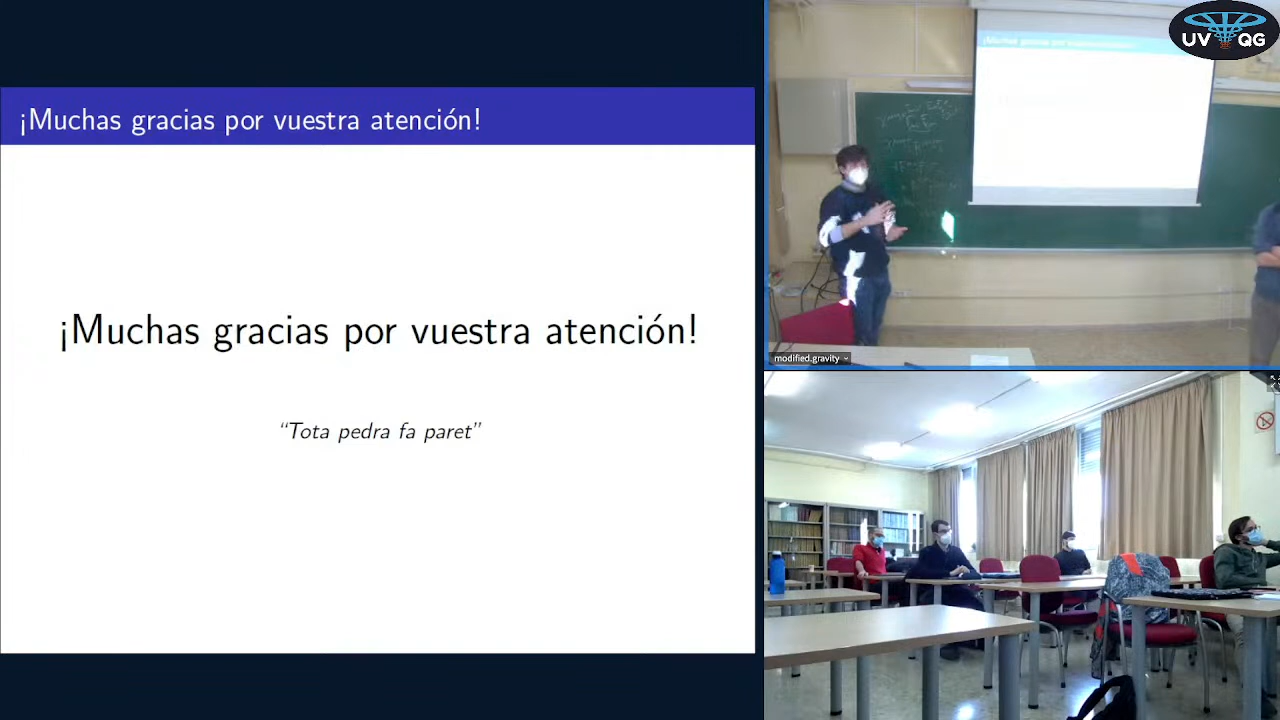 ¡Muchas gracias por vuestra atención!
¡Muchas gracias por vuestra atención!
“Tota pedra fa paret”
UV QG
modified.gravity